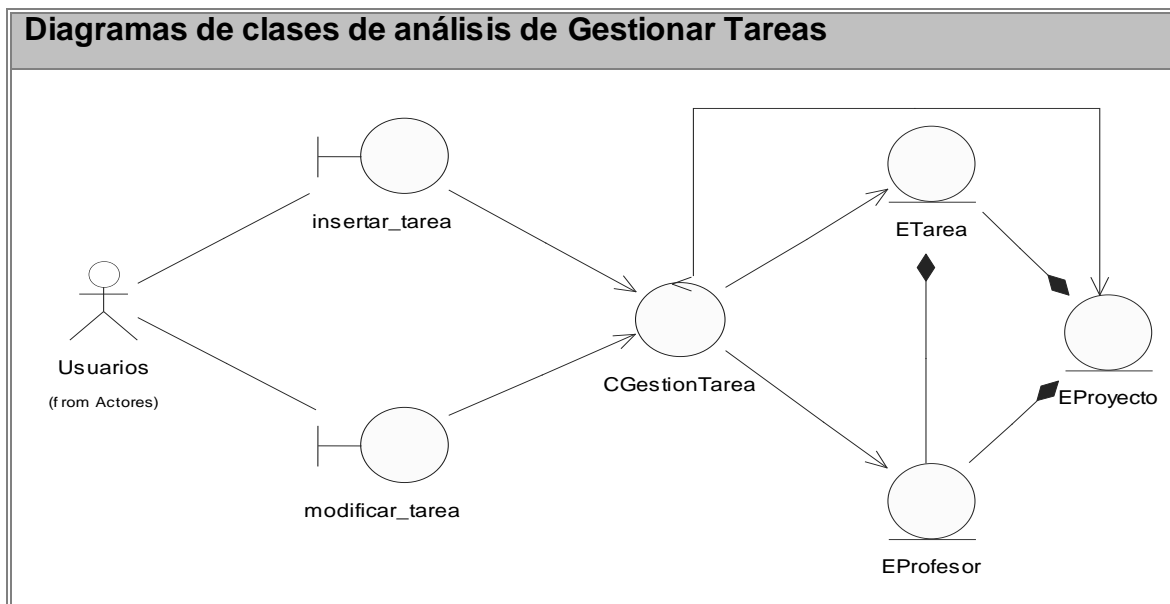 Diagramas de clases de análisis de Gestionar Tareas
insertar_tarea
ETarea
Usuarios
(from Actores)
CGestionTarea
EProyecto
modificar_tarea
EProfesor